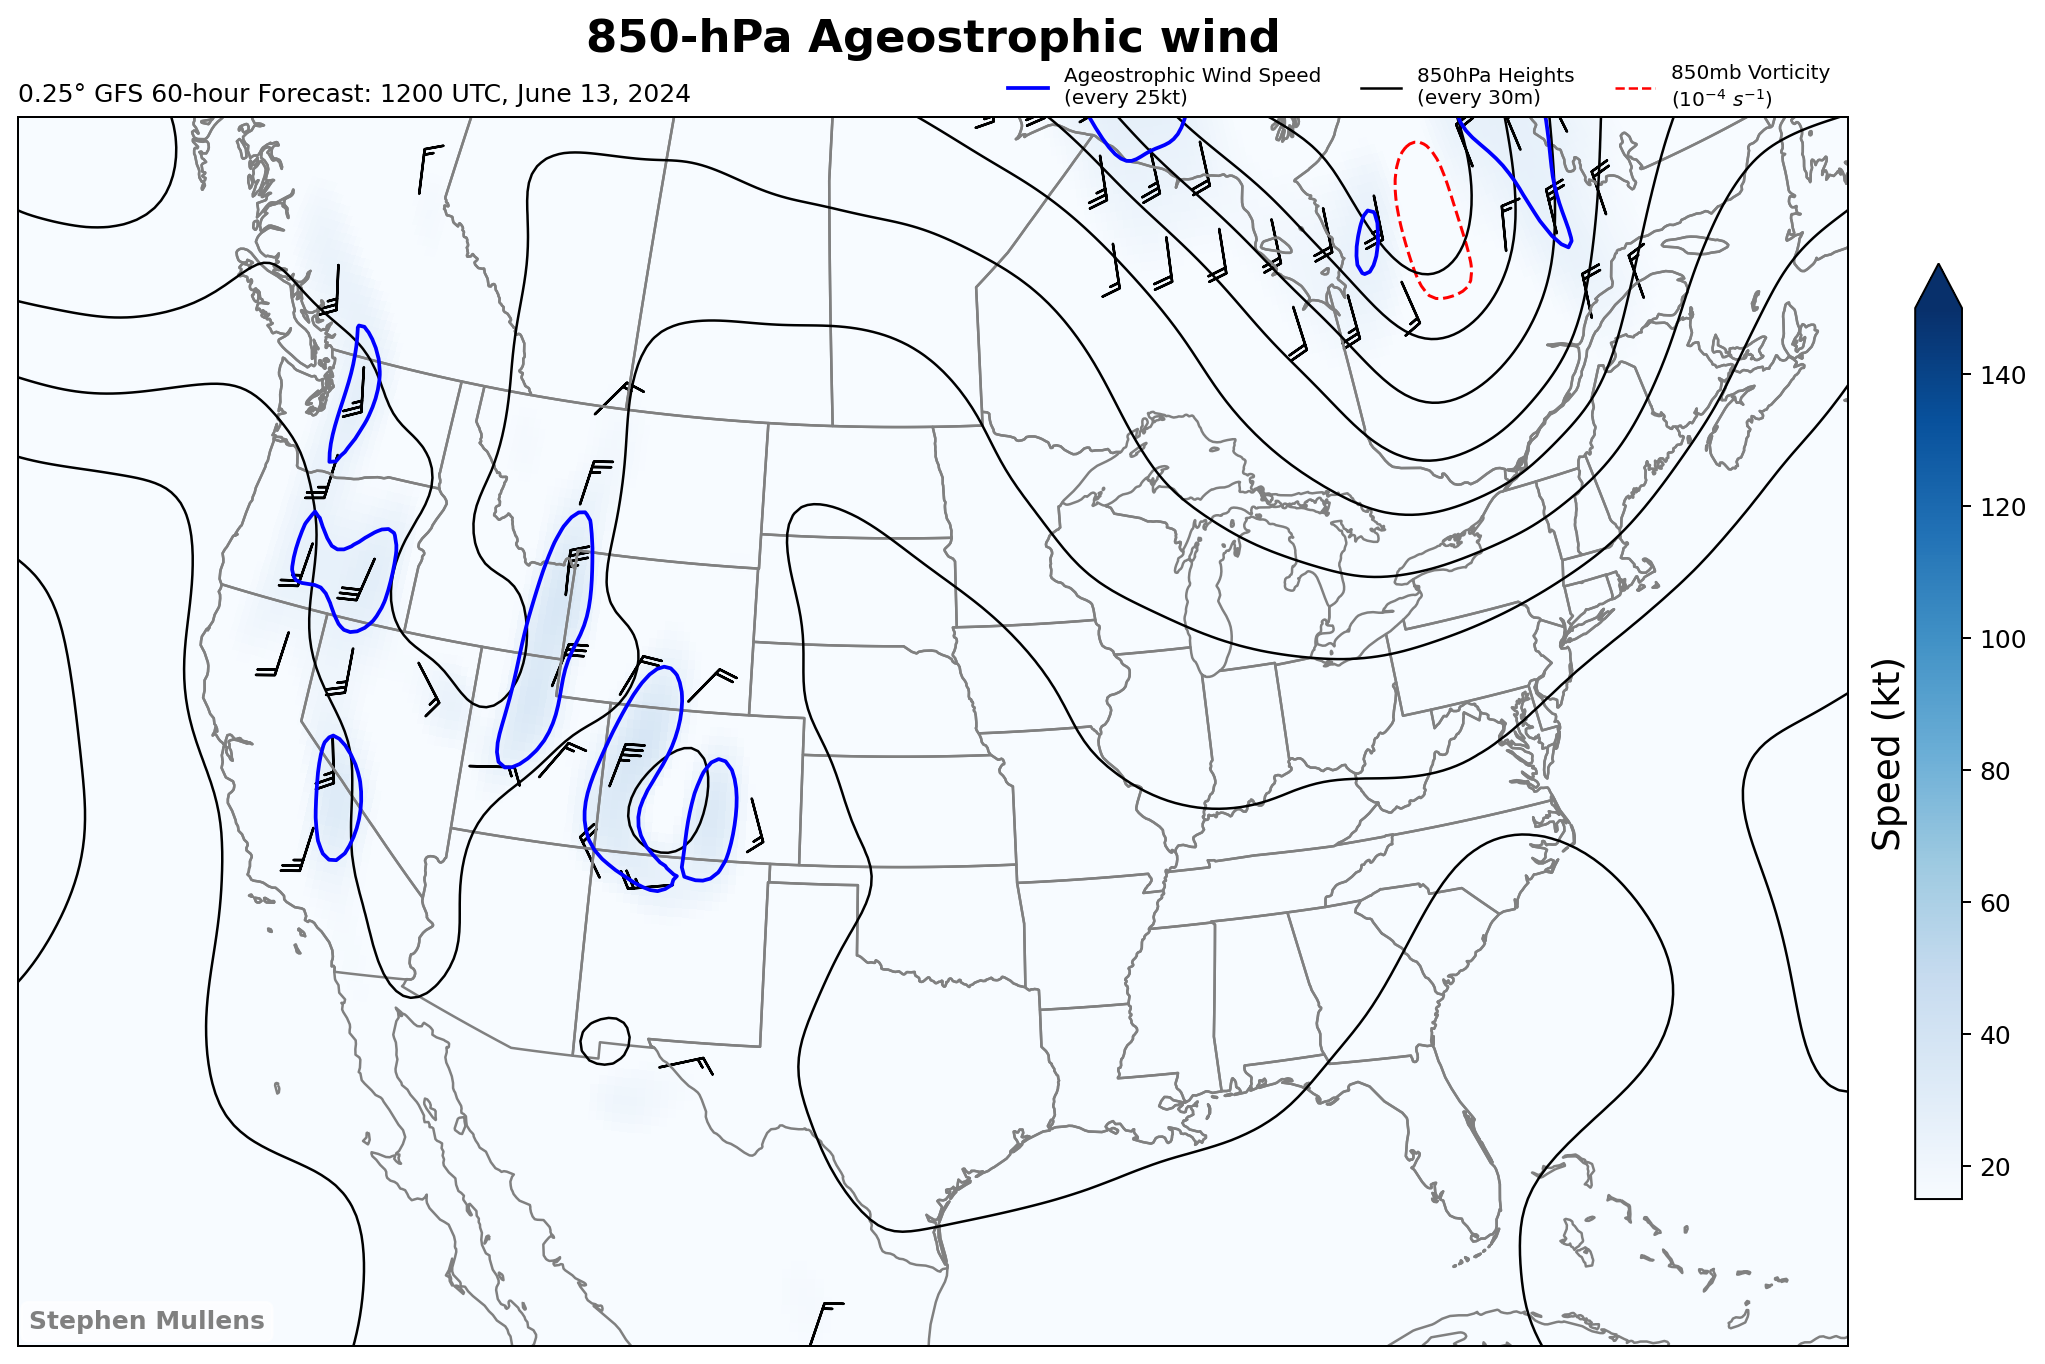 850-hPa Ageostrophic wind
0.25° GFS 60-hour Forecast: 1200 UTC, June 13, 2024
Ageostrophic Wind Speed
(every 25kt)
850hPa Heights
(every 30m)
850mb Vorticity
(10⁻⁴ s⁻¹)
140
120
100
80
60
40
20
Speed (kt)
Stephen Mullens